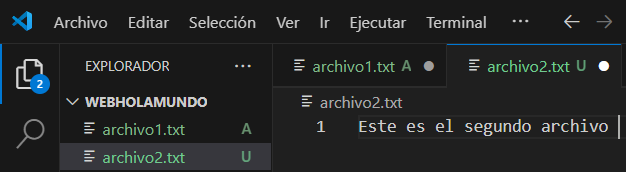 Archivo Editar Selección Ver Ir Ejecutar Terminal ···
EXPLORADOR ···
archivo1.txt A
archivo2.txt U
2
WEBHOLAMUNDO
archivo2.txt
archivo1.txt A
1 Este es el segundo archivo
archivo2.txt U